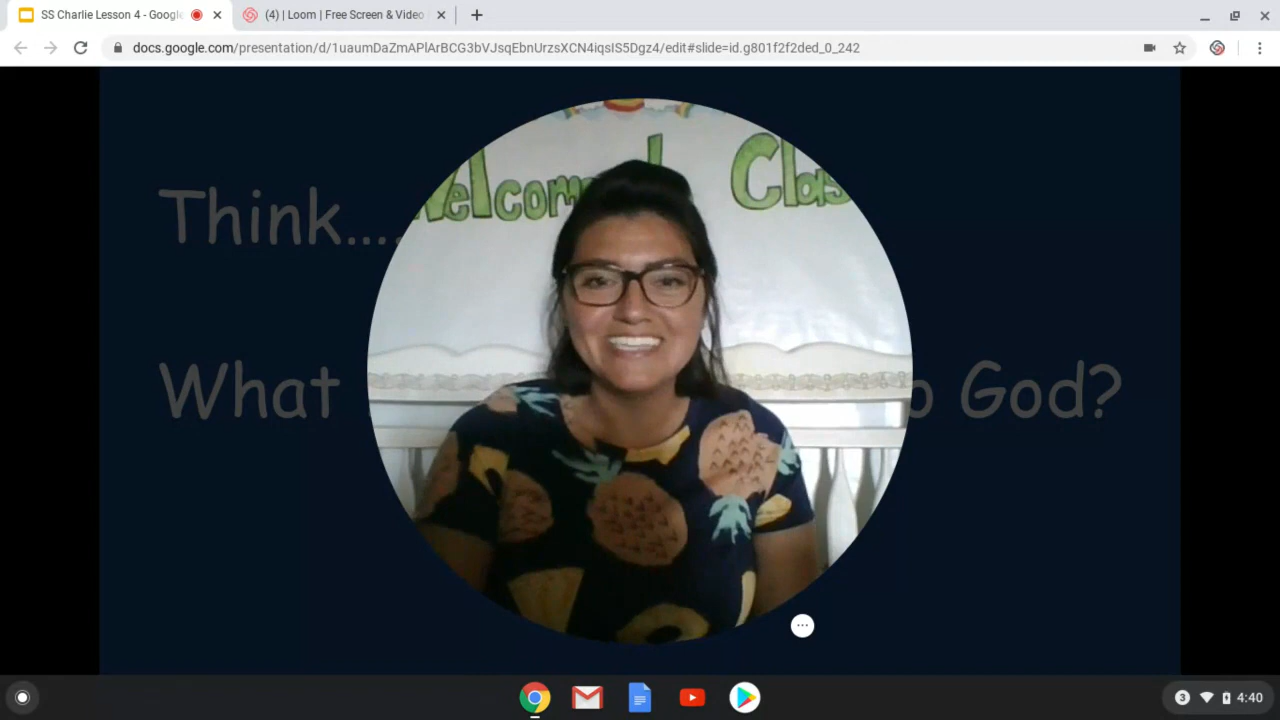 SS Charlie Lesson 4 - Google
(4) | Loom | Free Screen & Video
docs.google.com/presentation/d/1uaumDaZmAPlArBCG3bVJsqEbnUrzsXCN4iqsIS5Dgz4/edit#slide=id.g801f2f2ded_0_242
Welcome
Clas
Think....
What
o God?
3
4:40